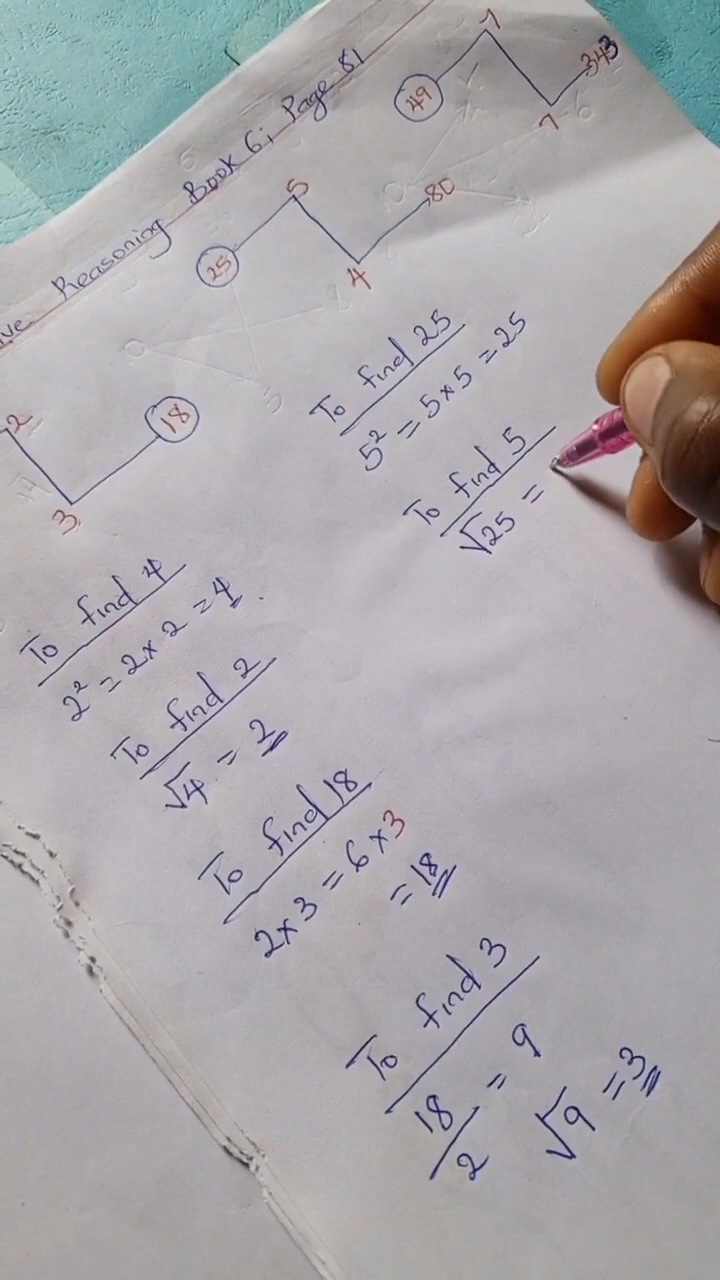 Reasoning Book 6; Page 81
49 7 7 343
25 5 4 80
2 3 18
To find 4
2² = 2 × 2 = 4
To find 2
√4 = 2
To find 18
2 × 3 = 6 × 3
= 18
To find 3
18/2 = 9
√9 = 3
To find 25
5² = 5 × 5 = 25
To find 5
√25 =